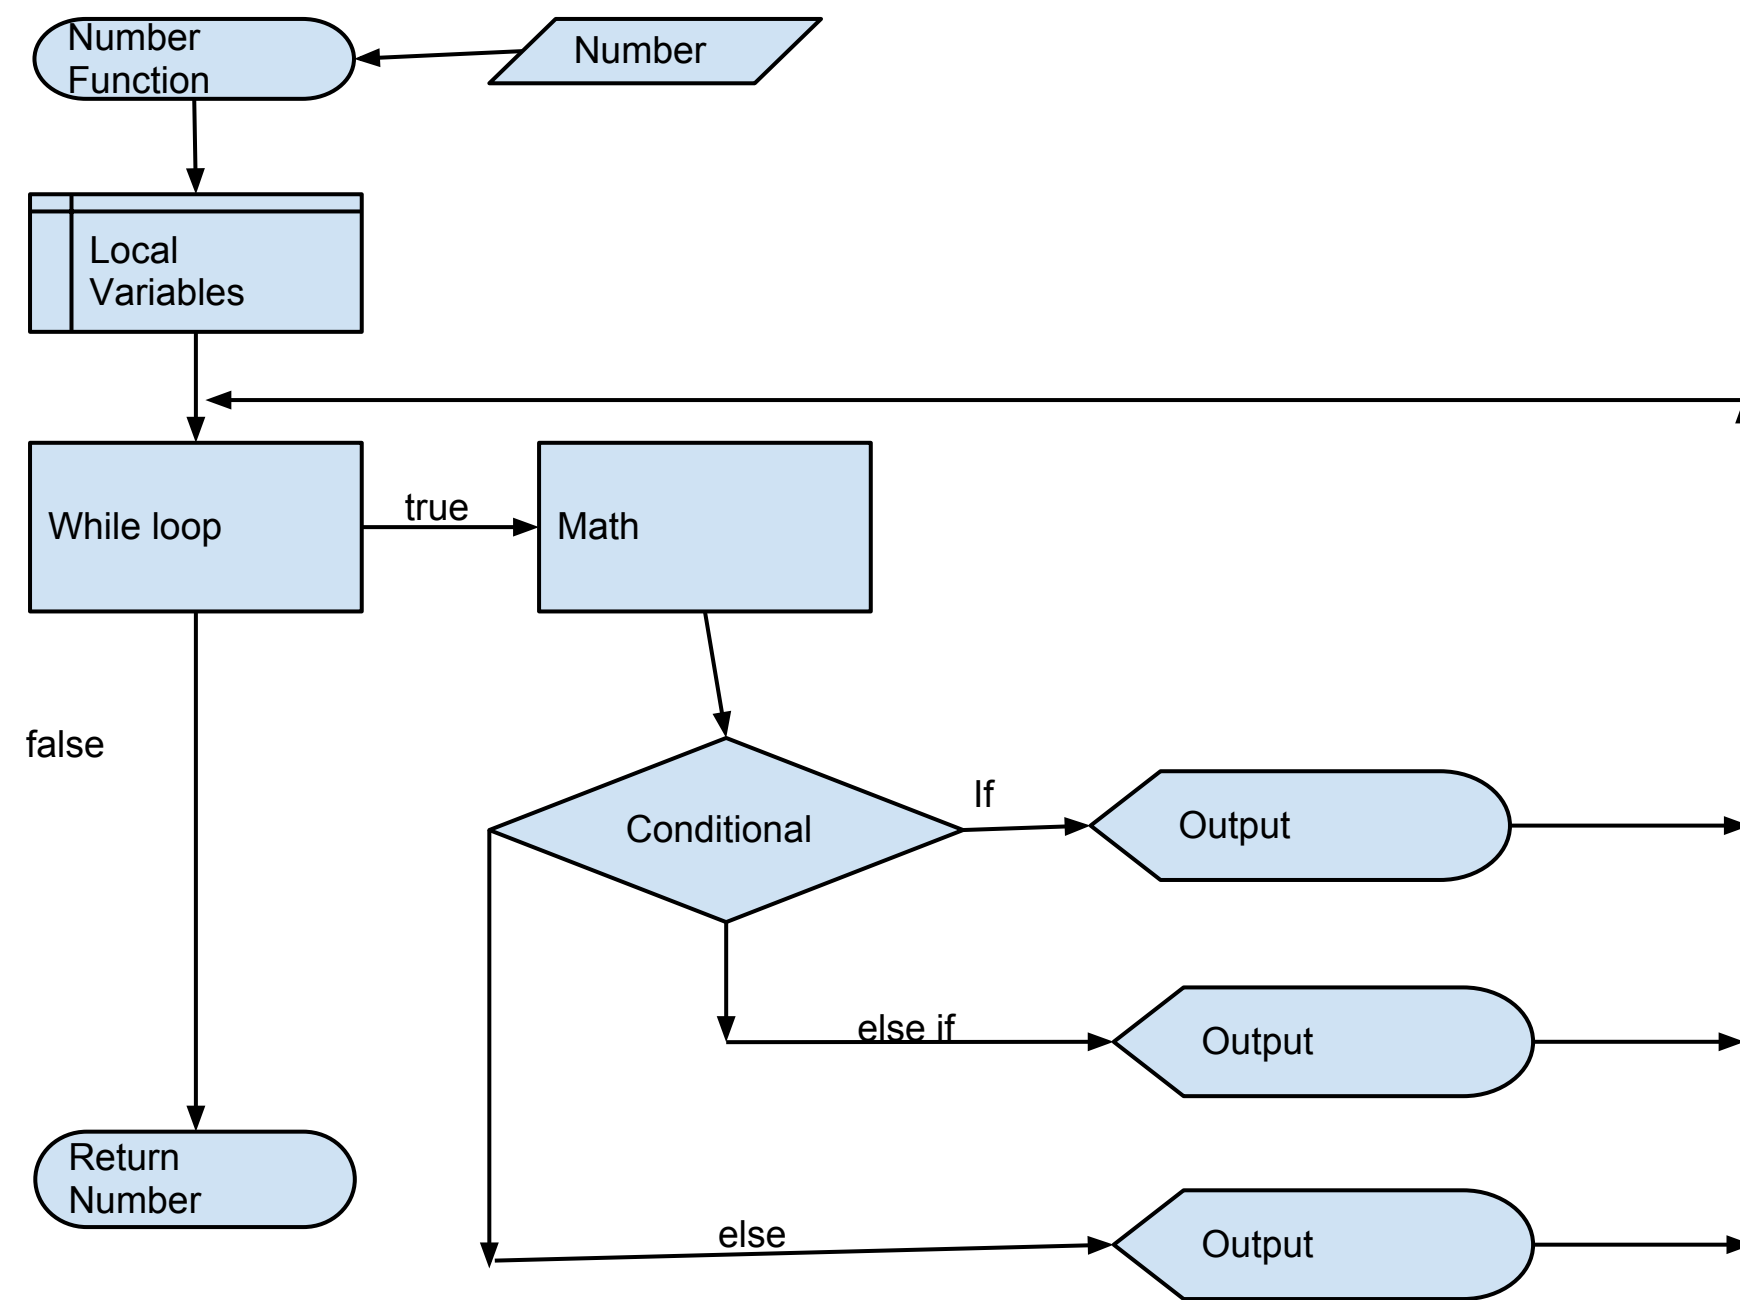 Number
Function
Number
Local
Variables
While loop
true
Math
false
Conditional
If
Output
else if
Output
Return
Number
else
Output